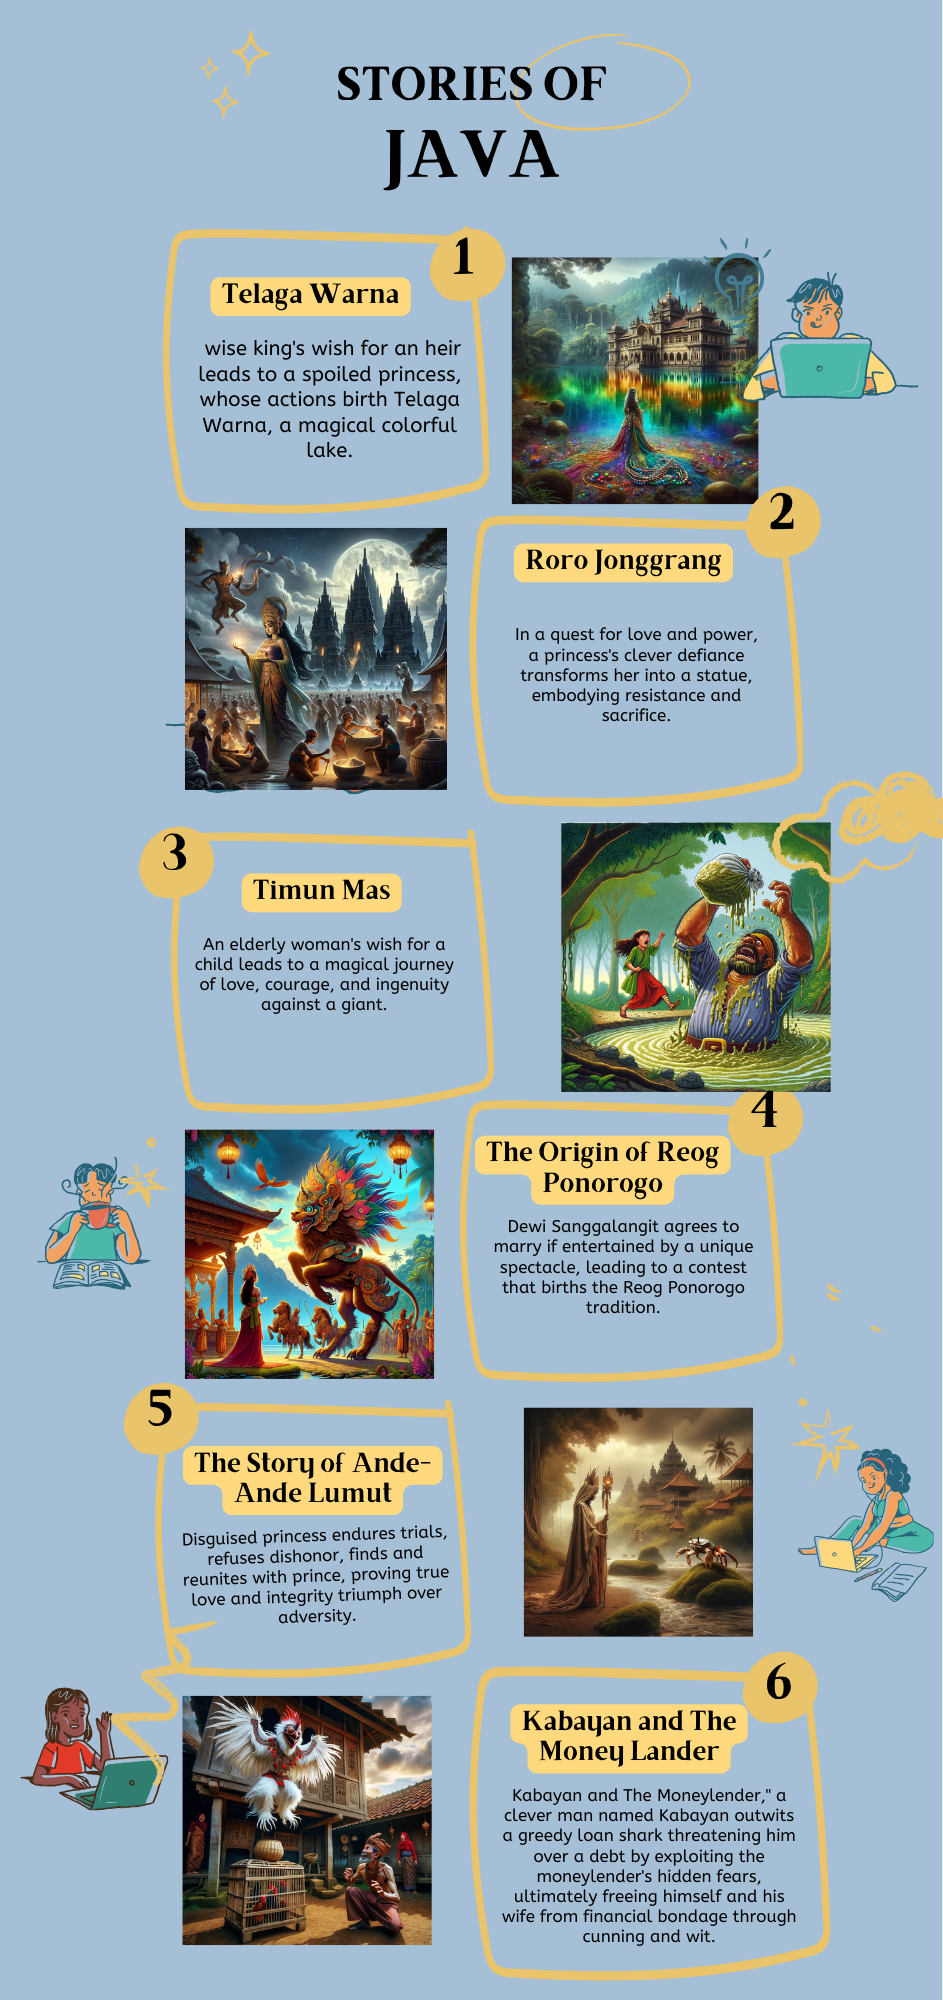 STORIES OF
JAVA
1
Telaga Warna
wise king's wish for an heir
leads to a spoiled princess,
whose actions birth Telaga
Warna, a magical colorful
lake.
2
Roro Jonggrang
In a quest for love and power,
a princess's clever defiance
transforms her into a statue,
embodying resistance and
sacrifice.
3
Timun Mas
An elderly woman's wish for a
child leads to a magical journey
of love, courage, and ingenuity
against a giant.
4
The Origin of Reog
Ponorogo
Dewi Sanggalangit agrees to
marry if entertained by a unique
spectacle, leading to a contest
that births the Reog Ponorogo
tradition.
5
The Story of Ande-
Ande Lumut
Disguised princess endures trials,
refuses dishonor, finds and
reunites with prince, proving true
love and integrity triumph over
adversity.
6
Kabayan and The
Money Lander
Kabayan and The Moneylender," a
clever man named Kabayan outwits
a greedy loan shark threatening him
over a debt by exploiting the
moneylender's hidden fears,
ultimately freeing himself and his
wife from financial bondage through
cunning and wit.